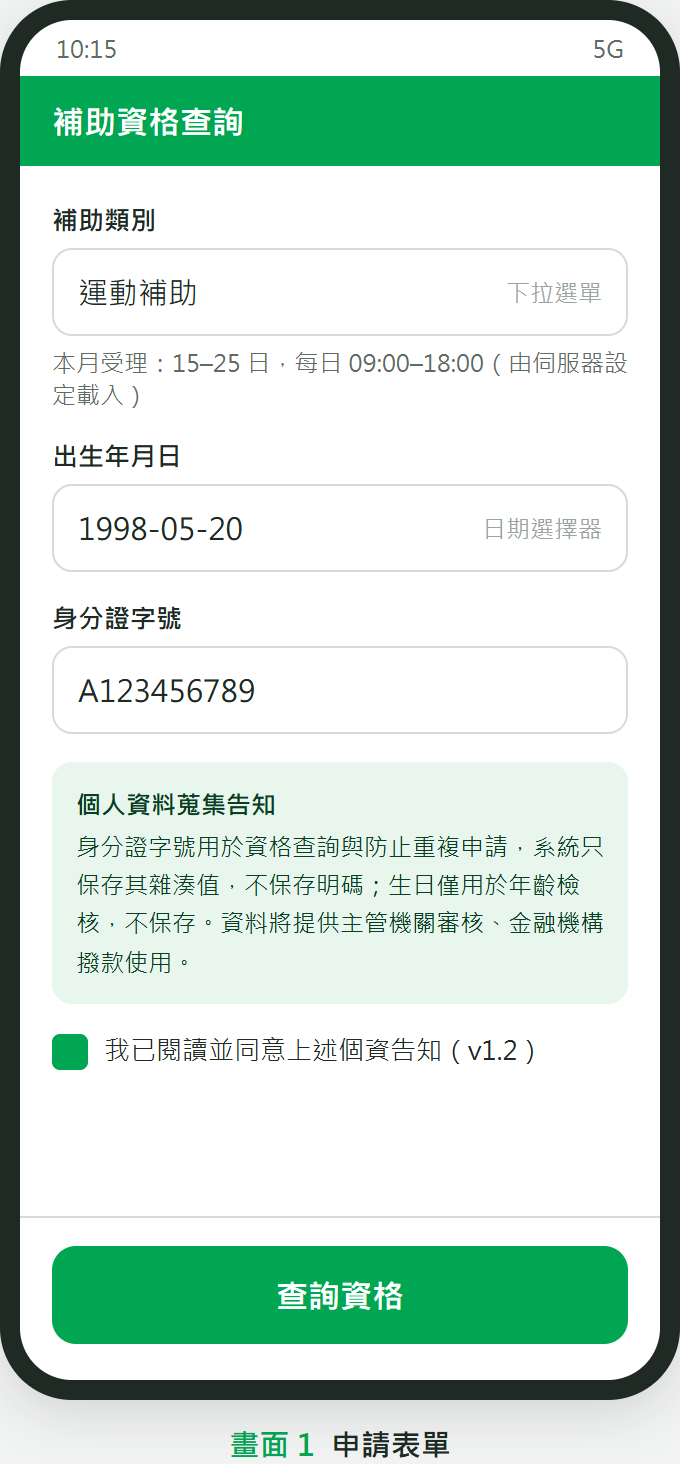 10:15 5G
補助資格查詢
補助類別
運動補助 下拉選單
本月受理：15–25 日，每日 09:00–18:00（由伺服器設
定載入）
出生年月日
1998-05-20 日期選擇器
身分證字號
A123456789
個人資料蒐集告知
身分證字號用於資格查詢與防止重複申請，系統只
保存其雜湊值，不保存明碼；生日僅用於年齡檢
核，不保存。資料將提供主管機關審核、金融機構
撥款使用。
我已閱讀並同意上述個資告知（v1.2）
查詢資格
畫面 1 申請表單